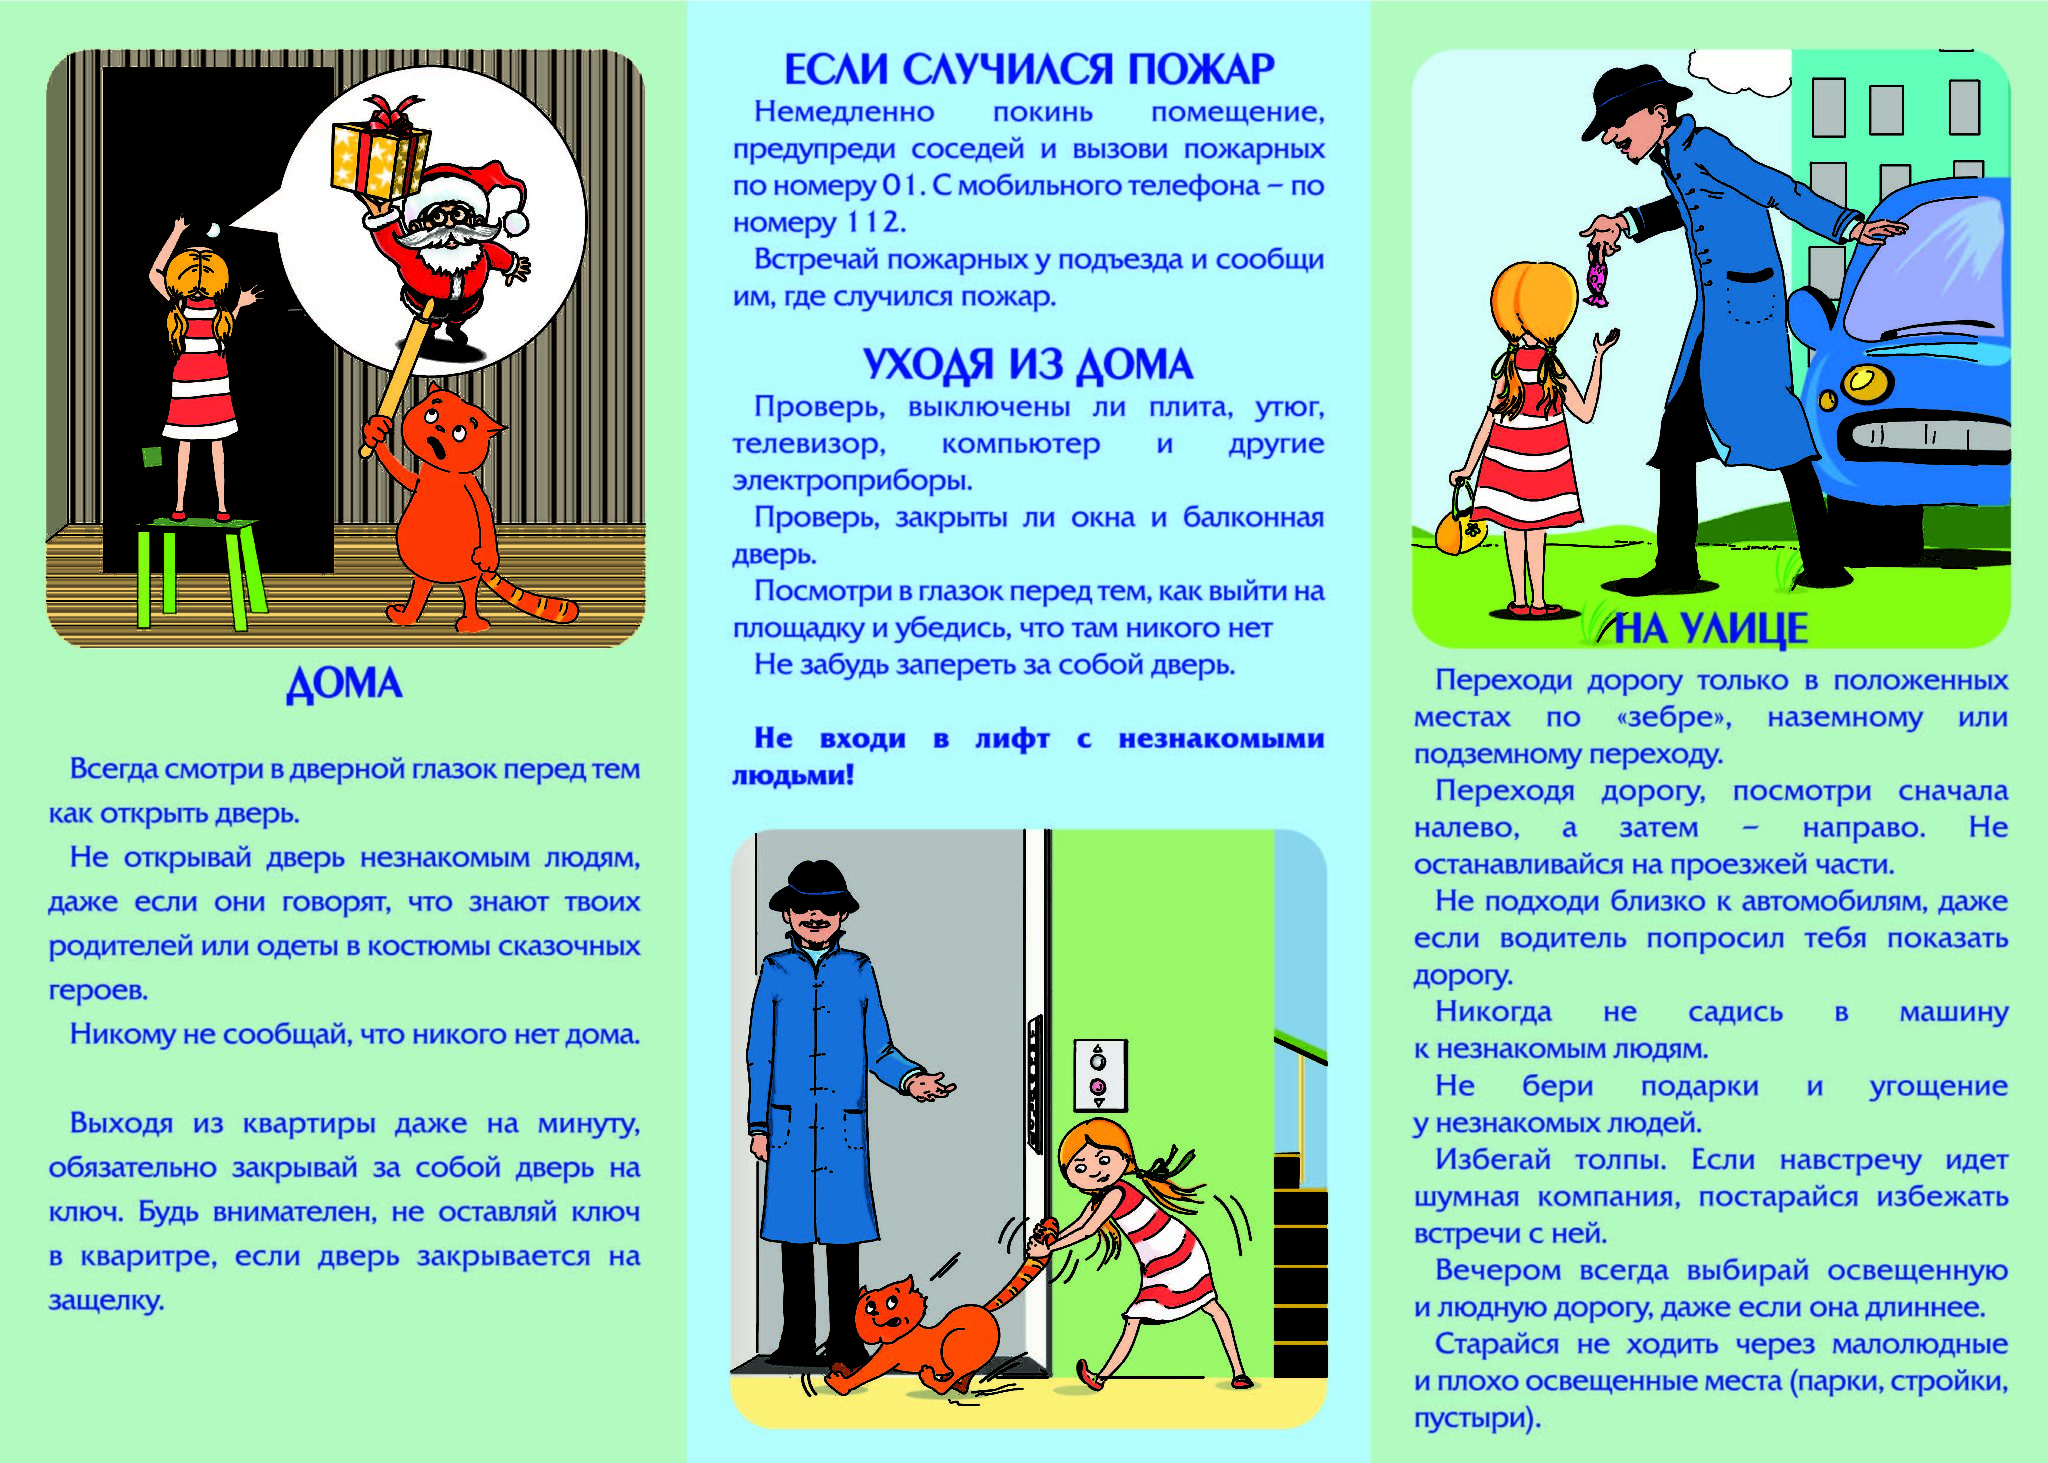 ДОМА
Всегда смотри в дверной глазок перед тем
как открыть дверь.
Не открывай дверь незнакомым людям,
даже если они говорят, что знают твоих
родителей или одеты в костюмы сказочных
героев.
Никому не сообщай, что никого нет дома.
Выходя из квартиры даже на минуту,
обязательно закрывай за собой дверь на
ключ. Будь внимателен, не оставляй ключ
в кваритре, если дверь закрывается на
защелку.
ЕСЛИ СЛУЧИЛСЯ ПОЖАР
Немедленно покинь помещение,
предупреди соседей и вызови пожарных
по номеру 01. С мобильного телефона – по
номеру 112.
Встречай пожарных у подъезда и сообщи
им, где случился пожар.
УХОДЯ ИЗ ДОМА
Проверь, выключены ли плита, утюг,
телевизор, компьютер и другие
электроприборы.
Проверь, закрыты ли окна и балконная
дверь.
Посмотри в глазок перед тем, как выйти на
площадку и убедись, что там никого нет
Не забудь запереть за собой дверь.
Не входи в лифт с незнакомыми
людьми!
НА УЛИЦЕ
Переходи дорогу только в положенных
местах по «зебре», наземному или
подземному переходу.
Переходя дорогу, посмотри сначала
налево, а затем – направо. Не
останавливайся на проезжей части.
Не подходи близко к автомобилям, даже
если водитель попросил тебя показать
дорогу.
Никогда не садись в машину
к незнакомым людям.
Не бери подарки и угощение
у незнакомых людей.
Избегай толпы. Если навстречу идет
шумная компания, постарайся избежать
встречи с ней.
Вечером всегда выбирай освещенную
и людную дорогу, даже если она длиннее.
Старайся не ходить через малолюдные
и плохо освещенные места (парки, стройки,
пустыри).